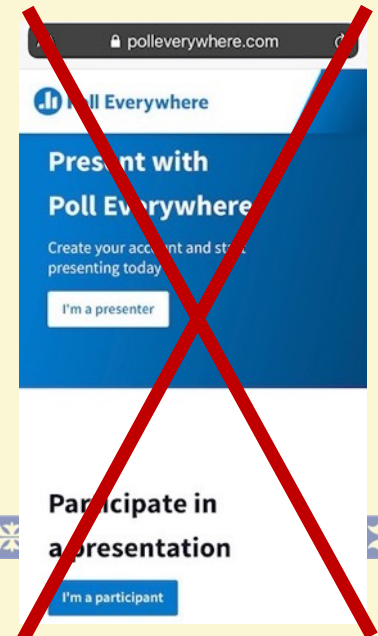 polleverywhere.com
Poll Everywhere
Present with
Poll Everywhere
Create your account and start
presenting today
I'm a presenter
Participate in
a presentation
I'm a participant